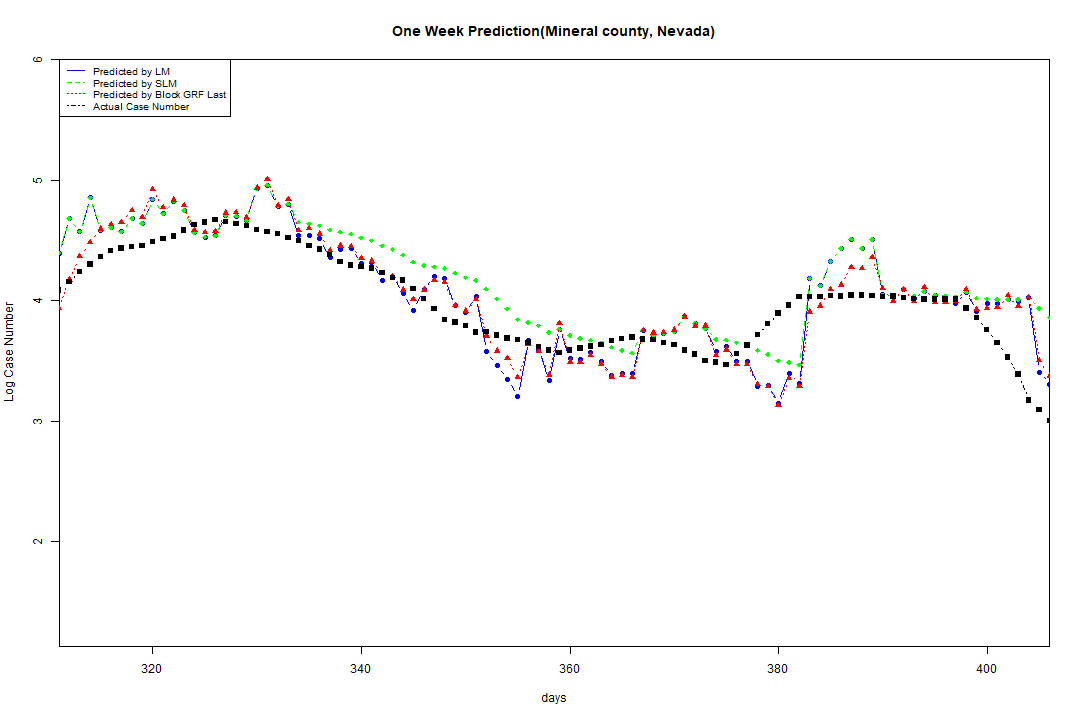 One Week Prediction(Mineral county, Nevada)
Predicted by LM
Predicted by SLM
Predicted by Block GRF Last
Actual Case Number
Log Case Number
6
5
4
3
2
320
340
360
380
400
days